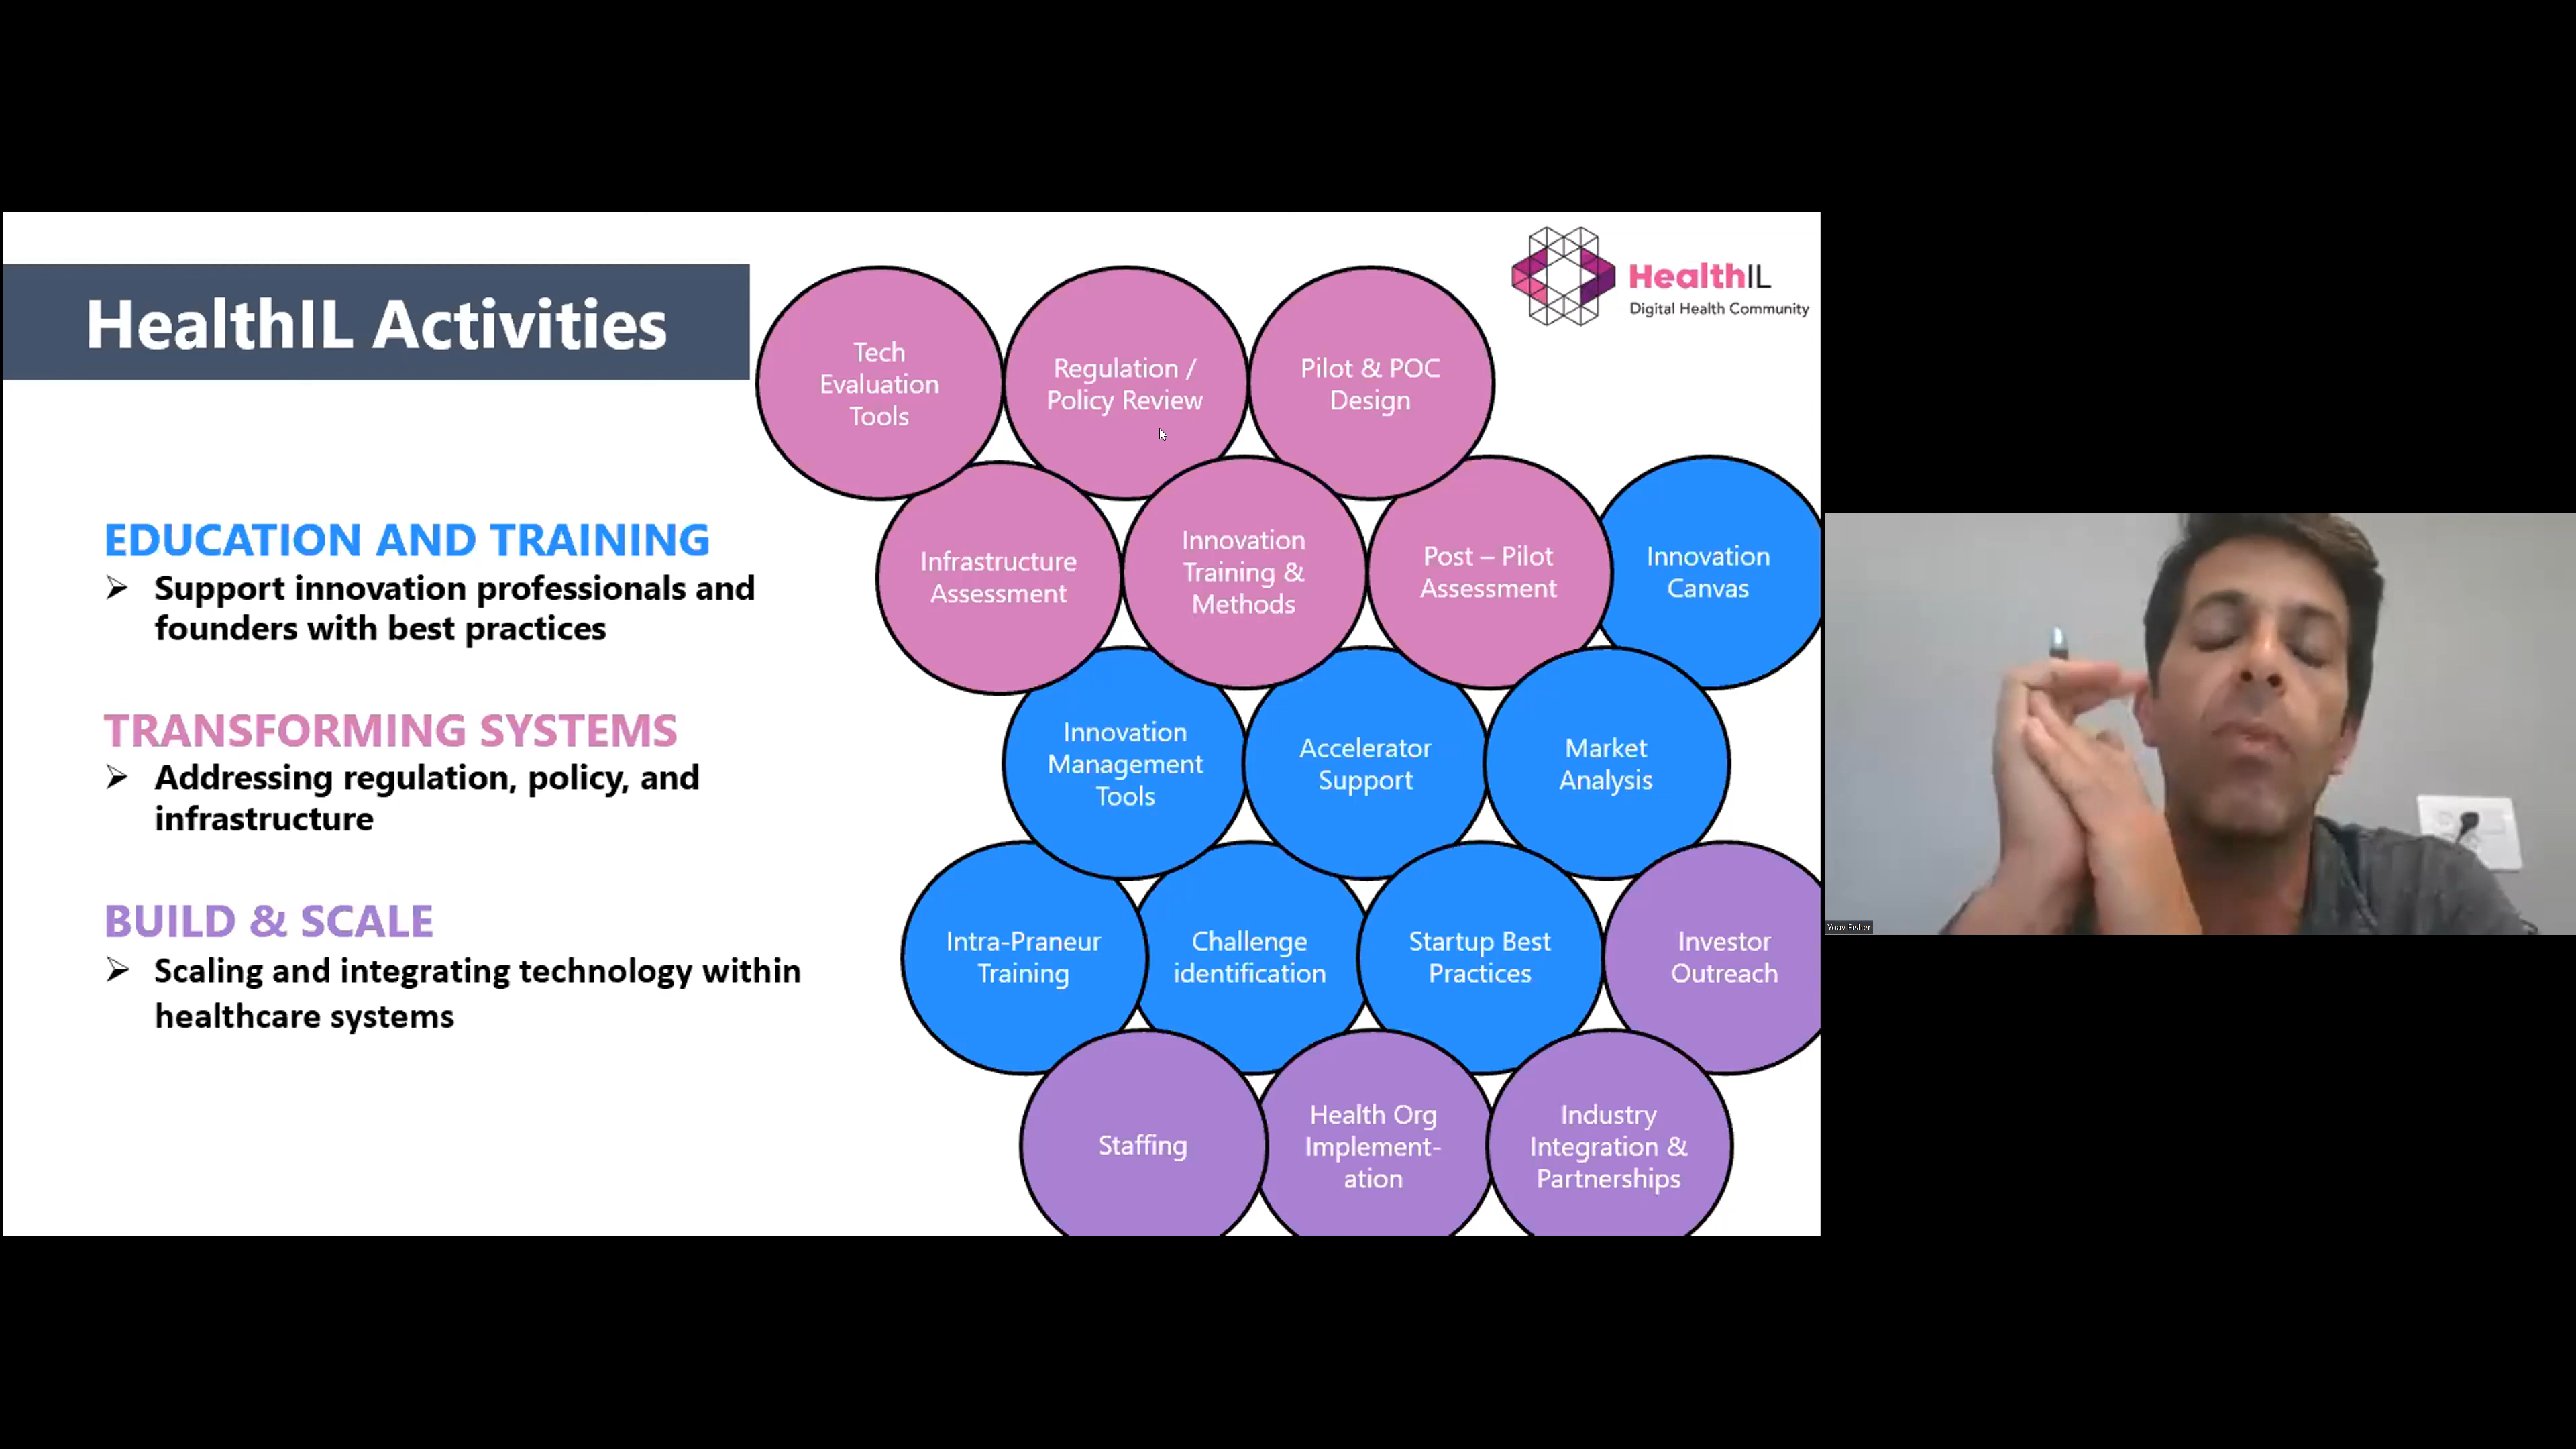 HealthIL Activities
EDUCATION AND TRAINING
Support innovation professionals and
founders with best practices
TRANSFORMING SYSTEMS
Addressing regulation, policy, and
infrastructure
BUILD & SCALE
Scaling and integrating technology within
healthcare systems
HealthIL
Digital Health Community
Tech
Evaluation
Tools
Regulation /
Policy Review
Pilot & POC
Design
Infrastructure
Assessment
Innovation
Training &
Methods
Post – Pilot
Assessment
Innovation
Canvas
Innovation
Management
Tools
Accelerator
Support
Market
Analysis
Intra-Praneur
Training
Challenge
identification
Startup Best
Practices
Investor
Outreach
Staffing
Health Org
Implement-
ation
Industry
Integration &
Partnerships
Yoav Fisher